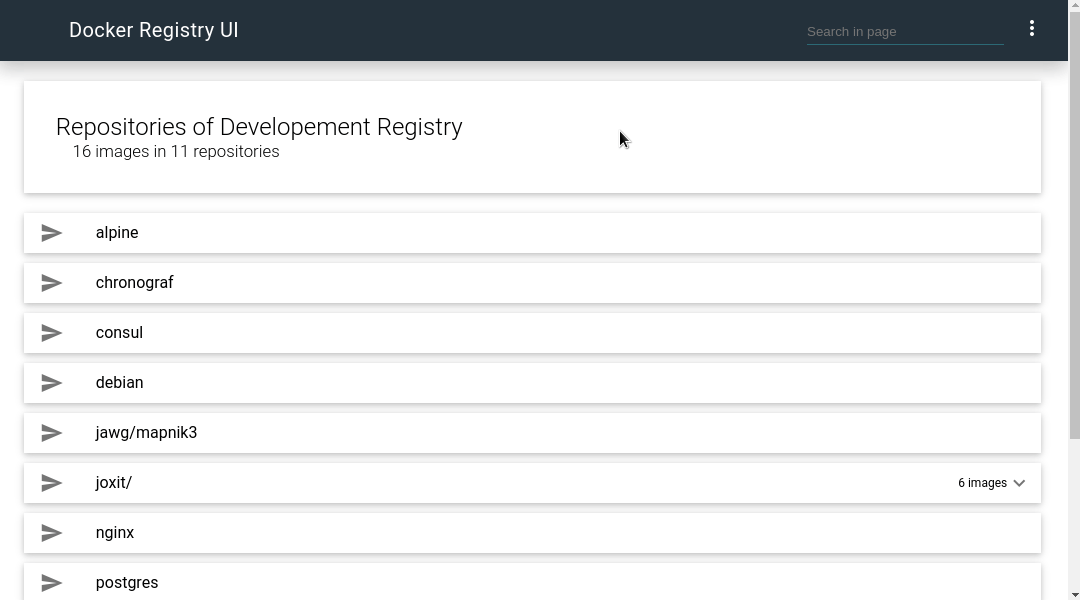 Docker Registry UI
Search in page
Repositories of Developement Registry
16 images in 11 repositories
alpine
chronograf
consul
debian
jawg/mapnik3
joxit/ 6 images
nginx
postgres